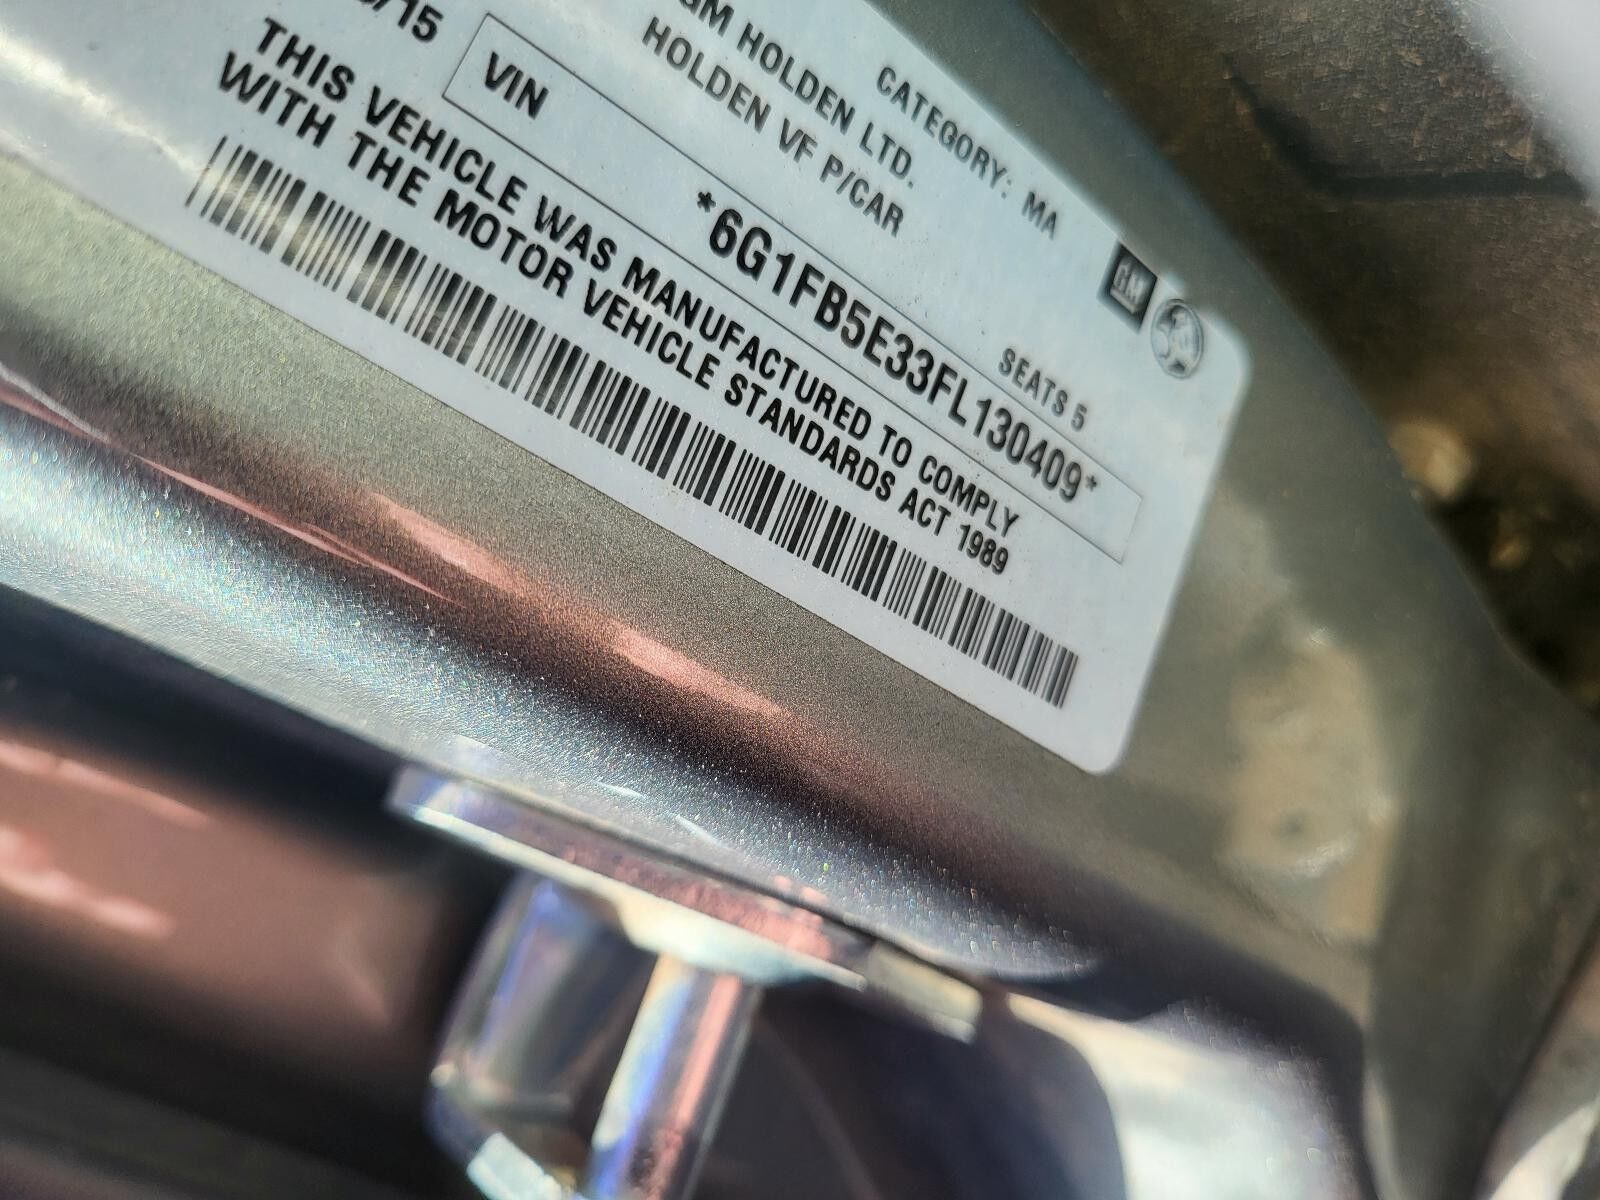 /15
GM HOLDEN LTD.
HOLDEN VF P/CAR
CATEGORY: MA
SEATS 5
GM
VIN *6G1FB5E33FL130409*
THIS VEHICLE WAS MANUFACTURED TO COMPLY
WITH THE MOTOR VEHICLE STANDARDS ACT 1989